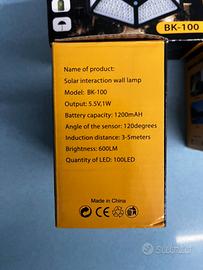 BK-100
Name of product:
Solar interaction wall lamp
Model: BK-100
Output: 5.5V,1W
Battery capacity: 1200mAH
Angle of the sensor: 120degrees
Induction distance: 3-5meters
Brightness: 600LM
Quantity of LED: 100LED
Made in China
CE
Subito